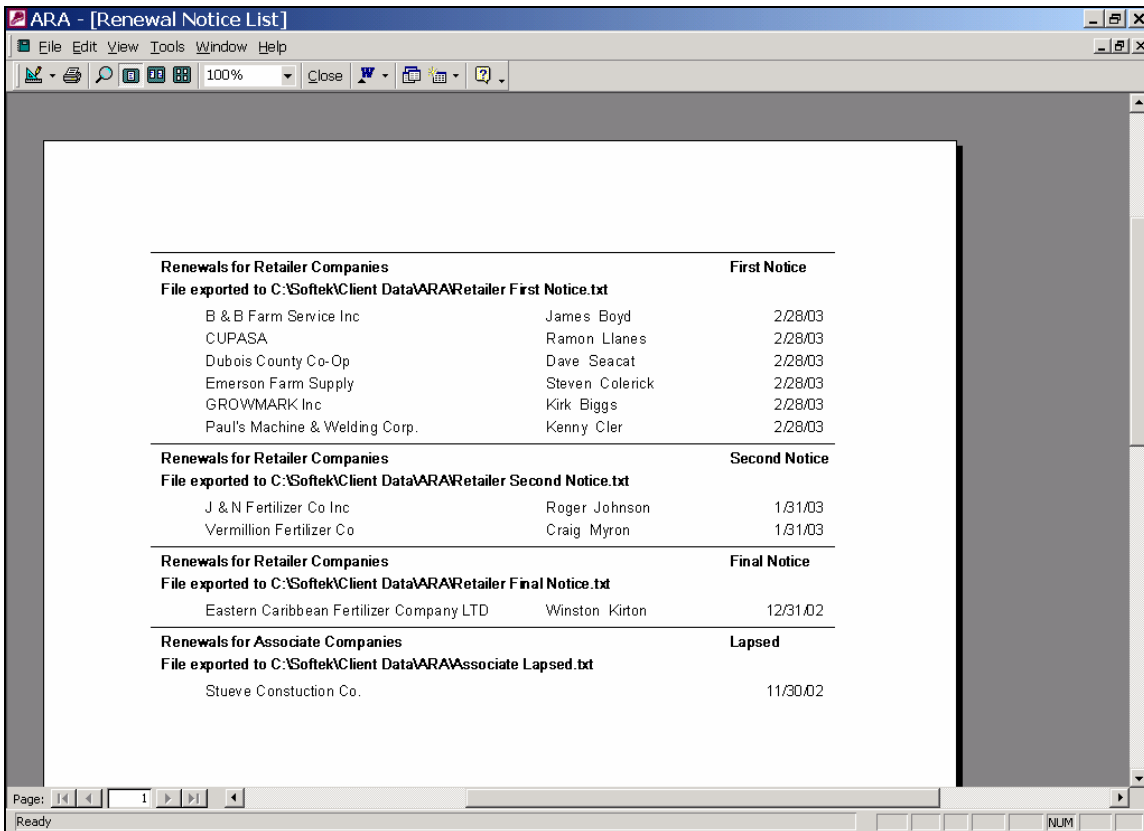 ARA - [Renewal Notice List]
File Edit View Tools Window Help
100% Close W
Renewals for Retailer Companies First Notice
File exported to C:\Softek\Client Data\ARA\Retailer First Notice.txt
B & B Farm Service Inc James Boyd 2/28/03
CUPASA Ramon Llanes 2/28/03
Dubois County Co-Op Dave Seacat 2/28/03
Emerson Farm Supply Steven Colerick 2/28/03
GROWMARK Inc Kirk Biggs 2/28/03
Paul's Machine & Welding Corp. Kenny Cler 2/28/03
Renewals for Retailer Companies Second Notice
File exported to C:\Softek\Client Data\ARA\Retailer Second Notice.txt
J & N Fertilizer Co Inc Roger Johnson 1/31/03
Vermillion Fertilizer Co Craig Myron 1/31/03
Renewals for Retailer Companies Final Notice
File exported to C:\Softek\Client Data\ARA\Retailer Final Notice.txt
Eastern Caribbean Fertilizer Company LTD Winston Kirton 12/31/02
Renewals for Associate Companies Lapsed
File exported to C:\Softek\Client Data\ARA\Associate Lapsed.txt
Stueve Constuction Co. 11/30/02
Page: 1
Ready NUM